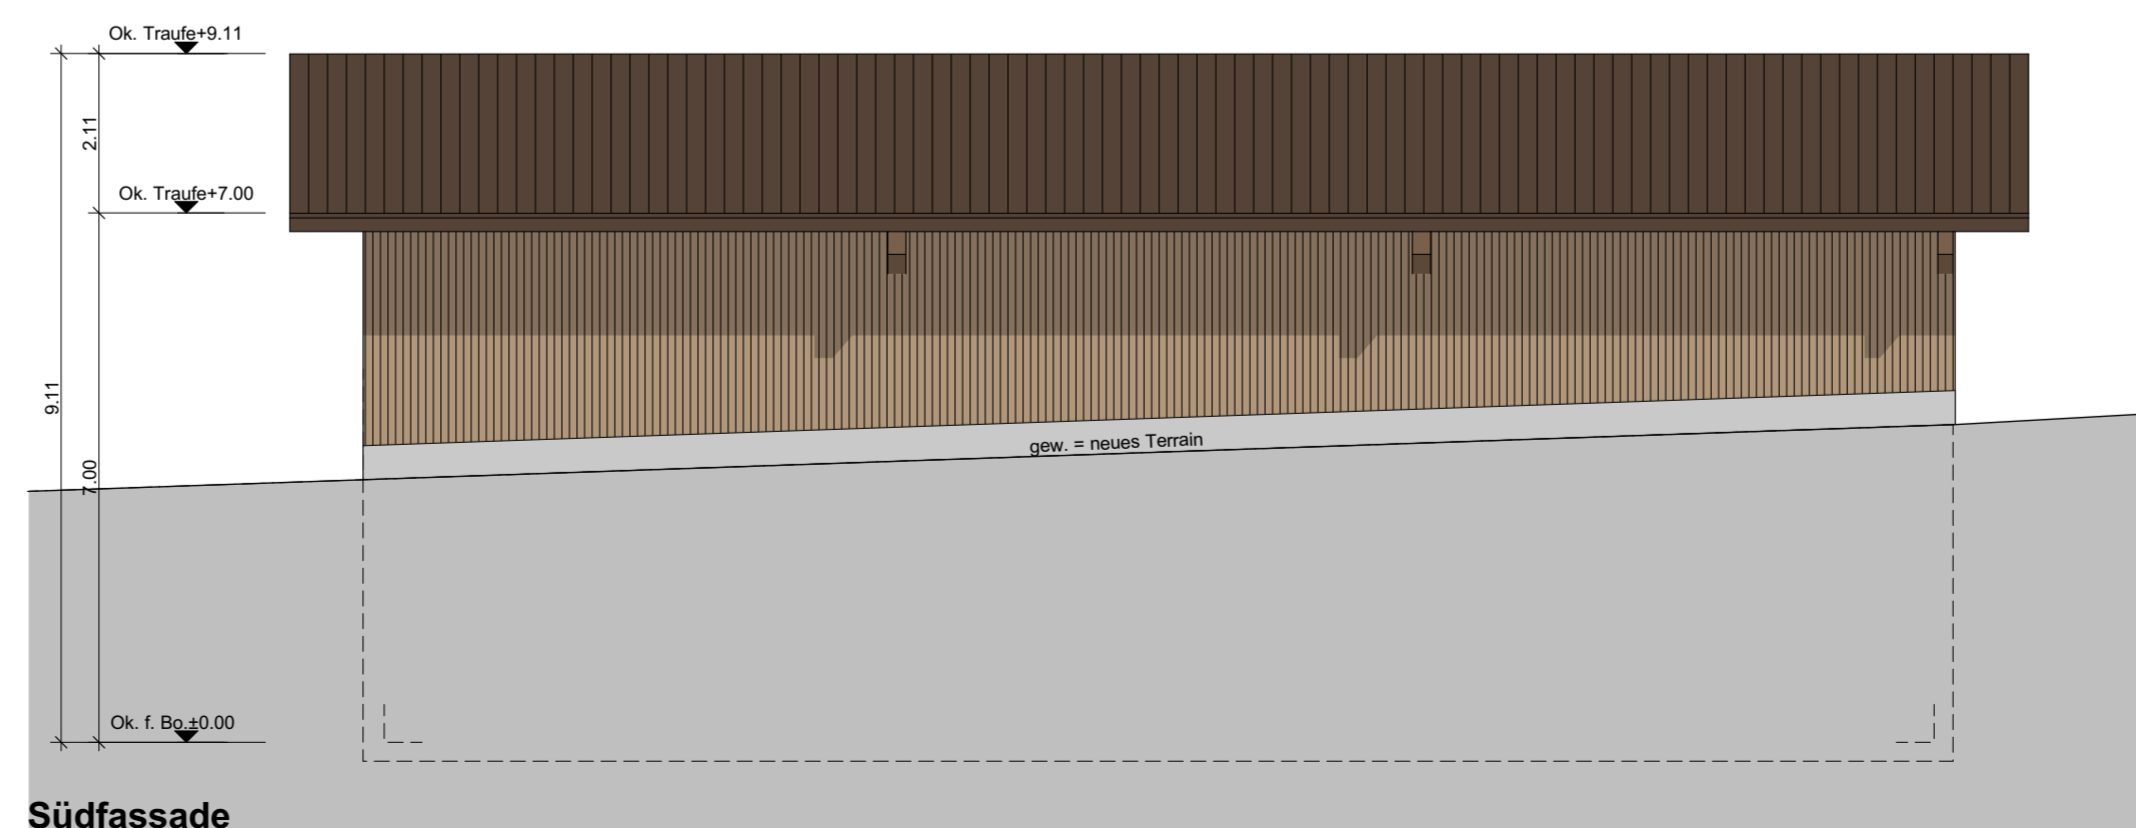 Ok. Traufe+9.11
2.11
Ok. Traufe+7.00
9.11
7.00
gew. = neues Terrain
Ok. f. Bo.±0.00
Südfassade